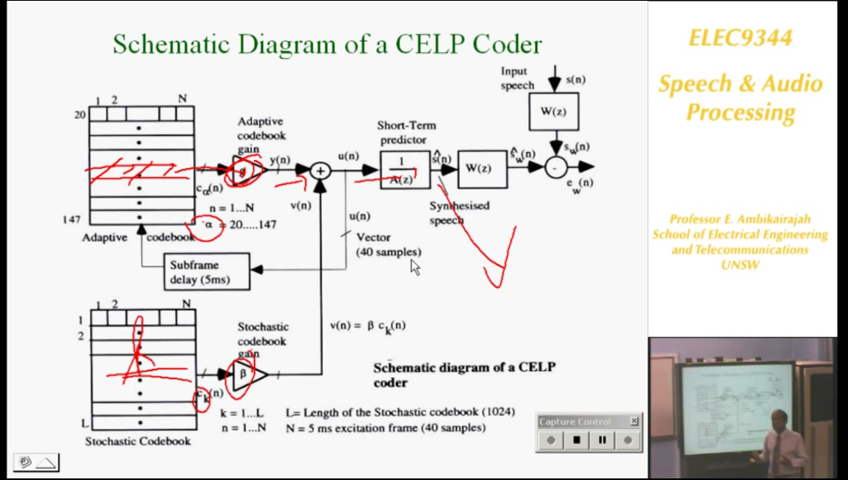 Schematic Diagram of a CELP Coder
ELEC9344
Speech & Audio
Processing
Professor E. Ambikairajah
School of Electrical Engineering
and Telecommunications
UNSW
Input
speech
s(n)
W(z)
1 2 N
20
147
Adaptive codebook
Adaptive
codebook
gain
y(n)
cα(n)
n = 1...N
α = 20.....147
+
u(n)
v(n)
Short-Term
predictor
1
A(z)
ŝ(n)
W(z)
ŝw(n)
sw(n)
-
ew(n)
Synthesised
speech
u(n)
Vector
(40 samples)
Subframe
delay (5ms)
1 2 N
1
2
L
Stochastic Codebook
Stochastic
codebook
gain
β
ck(n)
v(n) = β ck(n)
k = 1...L
n = 1...N
Schematic diagram of a CELP
coder
L= Length of the Stochastic codebook (1024)
N = 5 ms excitation frame (40 samples)
Capture Control